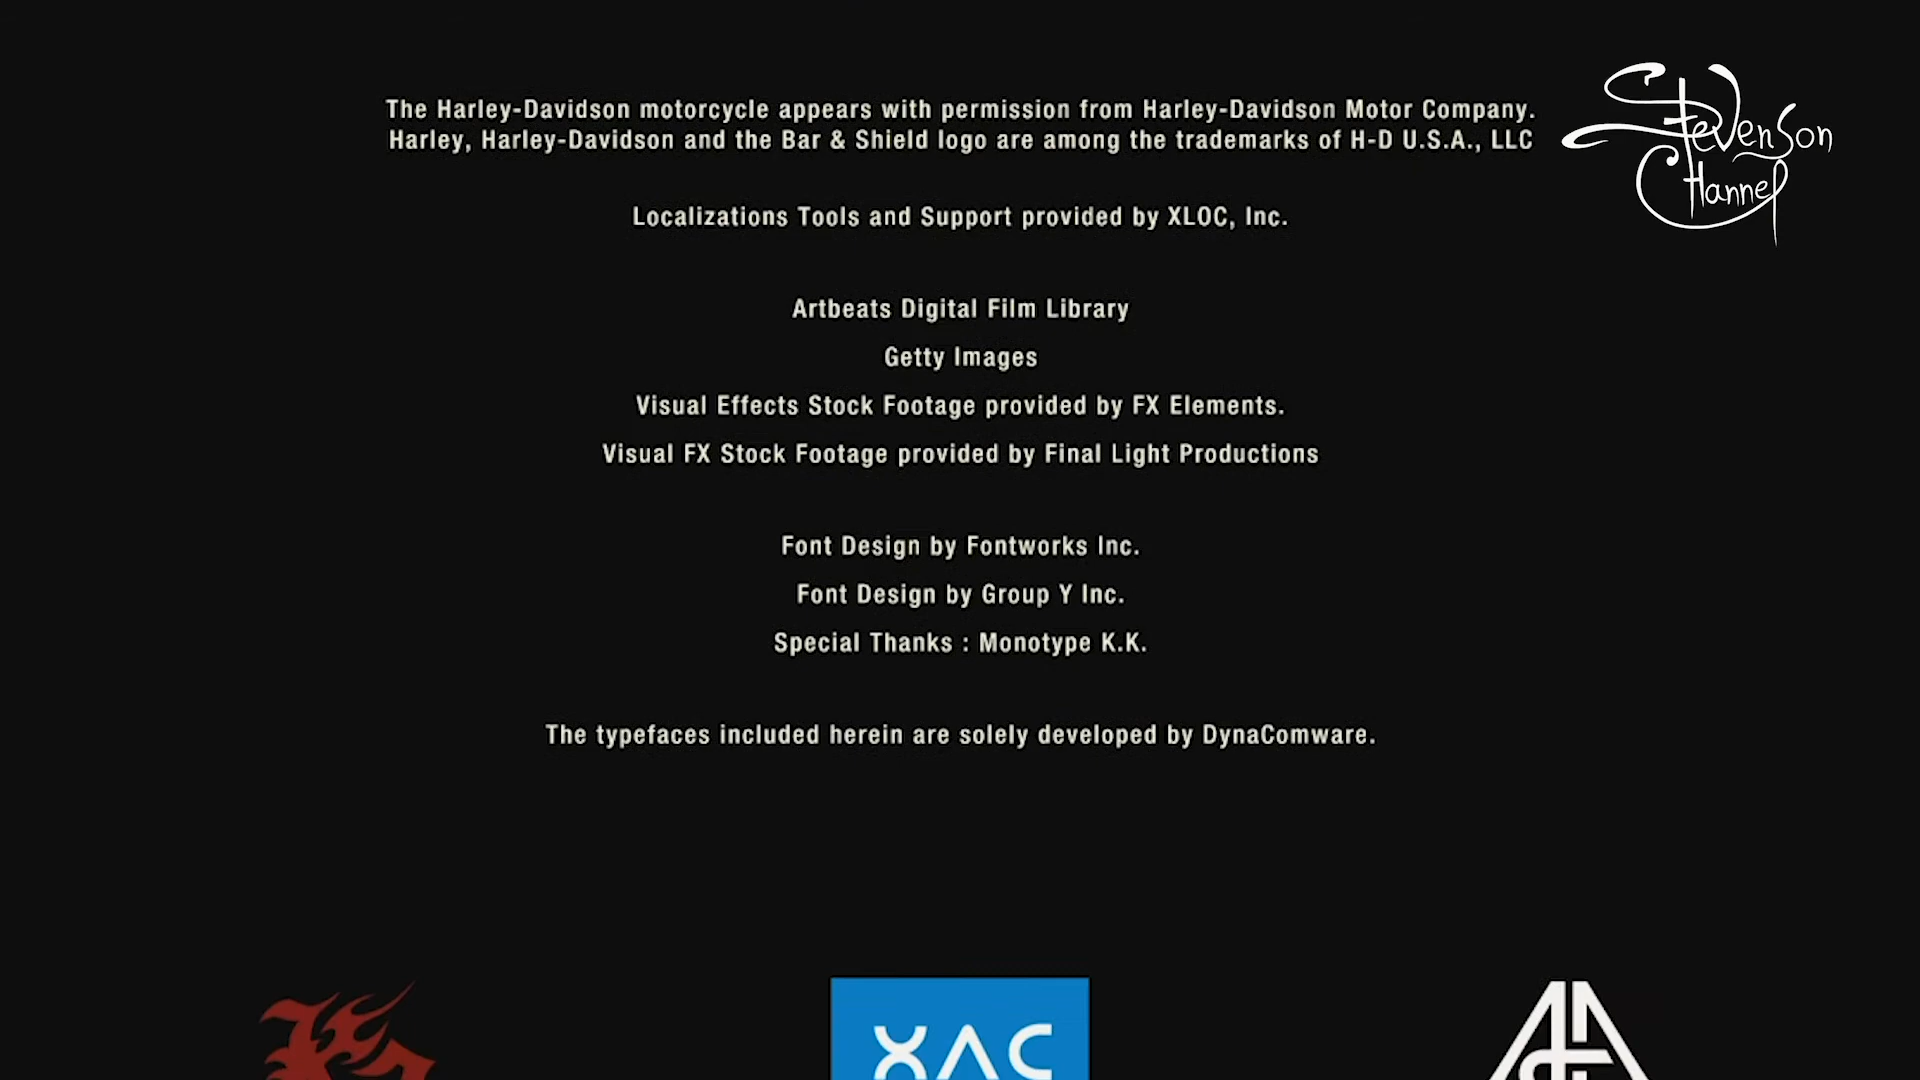 The Harley-Davidson motorcycle appears with permission from Harley-Davidson Motor Company.
Harley, Harley-Davidson and the Bar & Shield logo are among the trademarks of H-D U.S.A., LLC
Stevenson
Channel
Localizations Tools and Support provided by XLOC, Inc.
Artbeats Digital Film Library
Getty Images
Visual Effects Stock Footage provided by FX Elements.
Visual FX Stock Footage provided by Final Light Productions
Font Design by Fontworks Inc.
Font Design by Group Y Inc.
Special Thanks : Monotype K.K.
The typefaces included herein are solely developed by DynaComware.
XAC